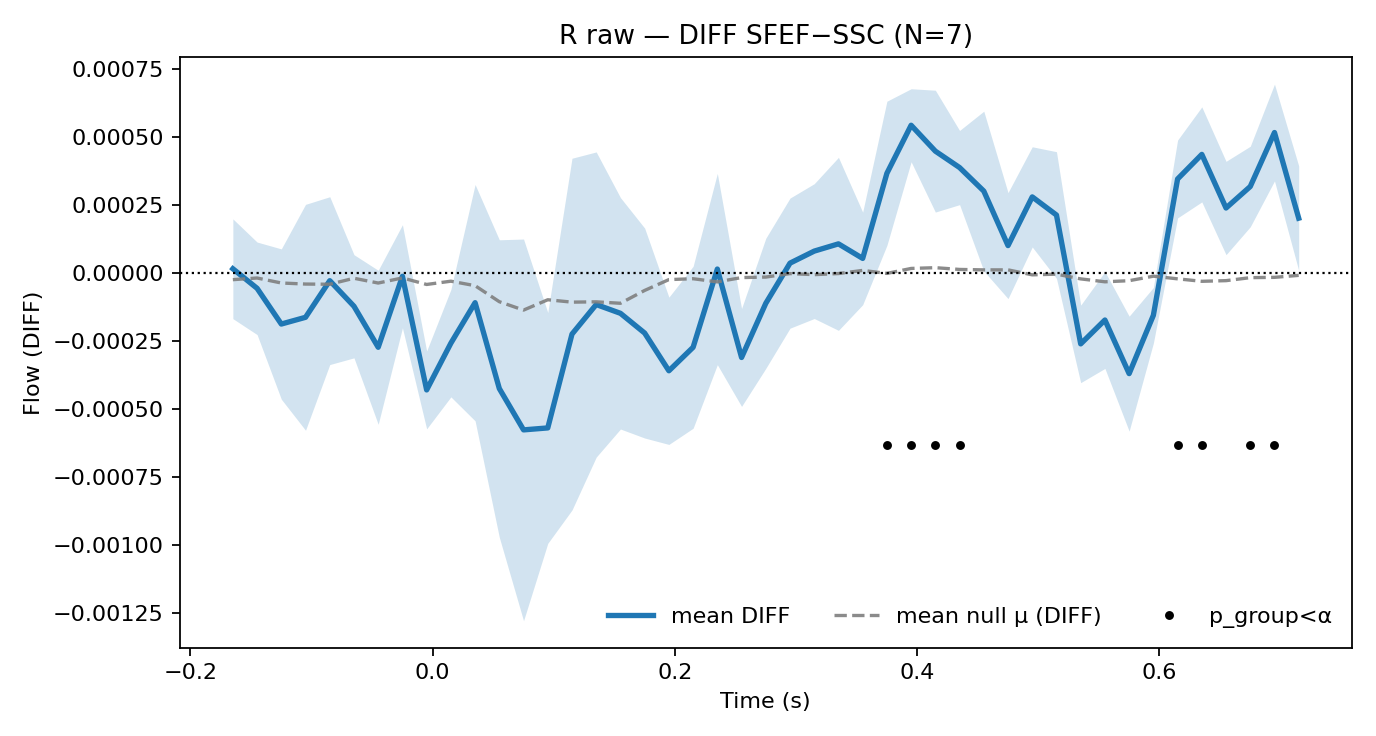 R raw — DIFF SFEF−SSC (N=7)
Flow (DIFF)
0.00075
0.00050
0.00025
0.00000
−0.00025
−0.00050
−0.00075
−0.00100
−0.00125
mean DIFF mean null μ (DIFF) p_group<α
−0.2 0.0 0.2 0.4 0.6
Time (s)